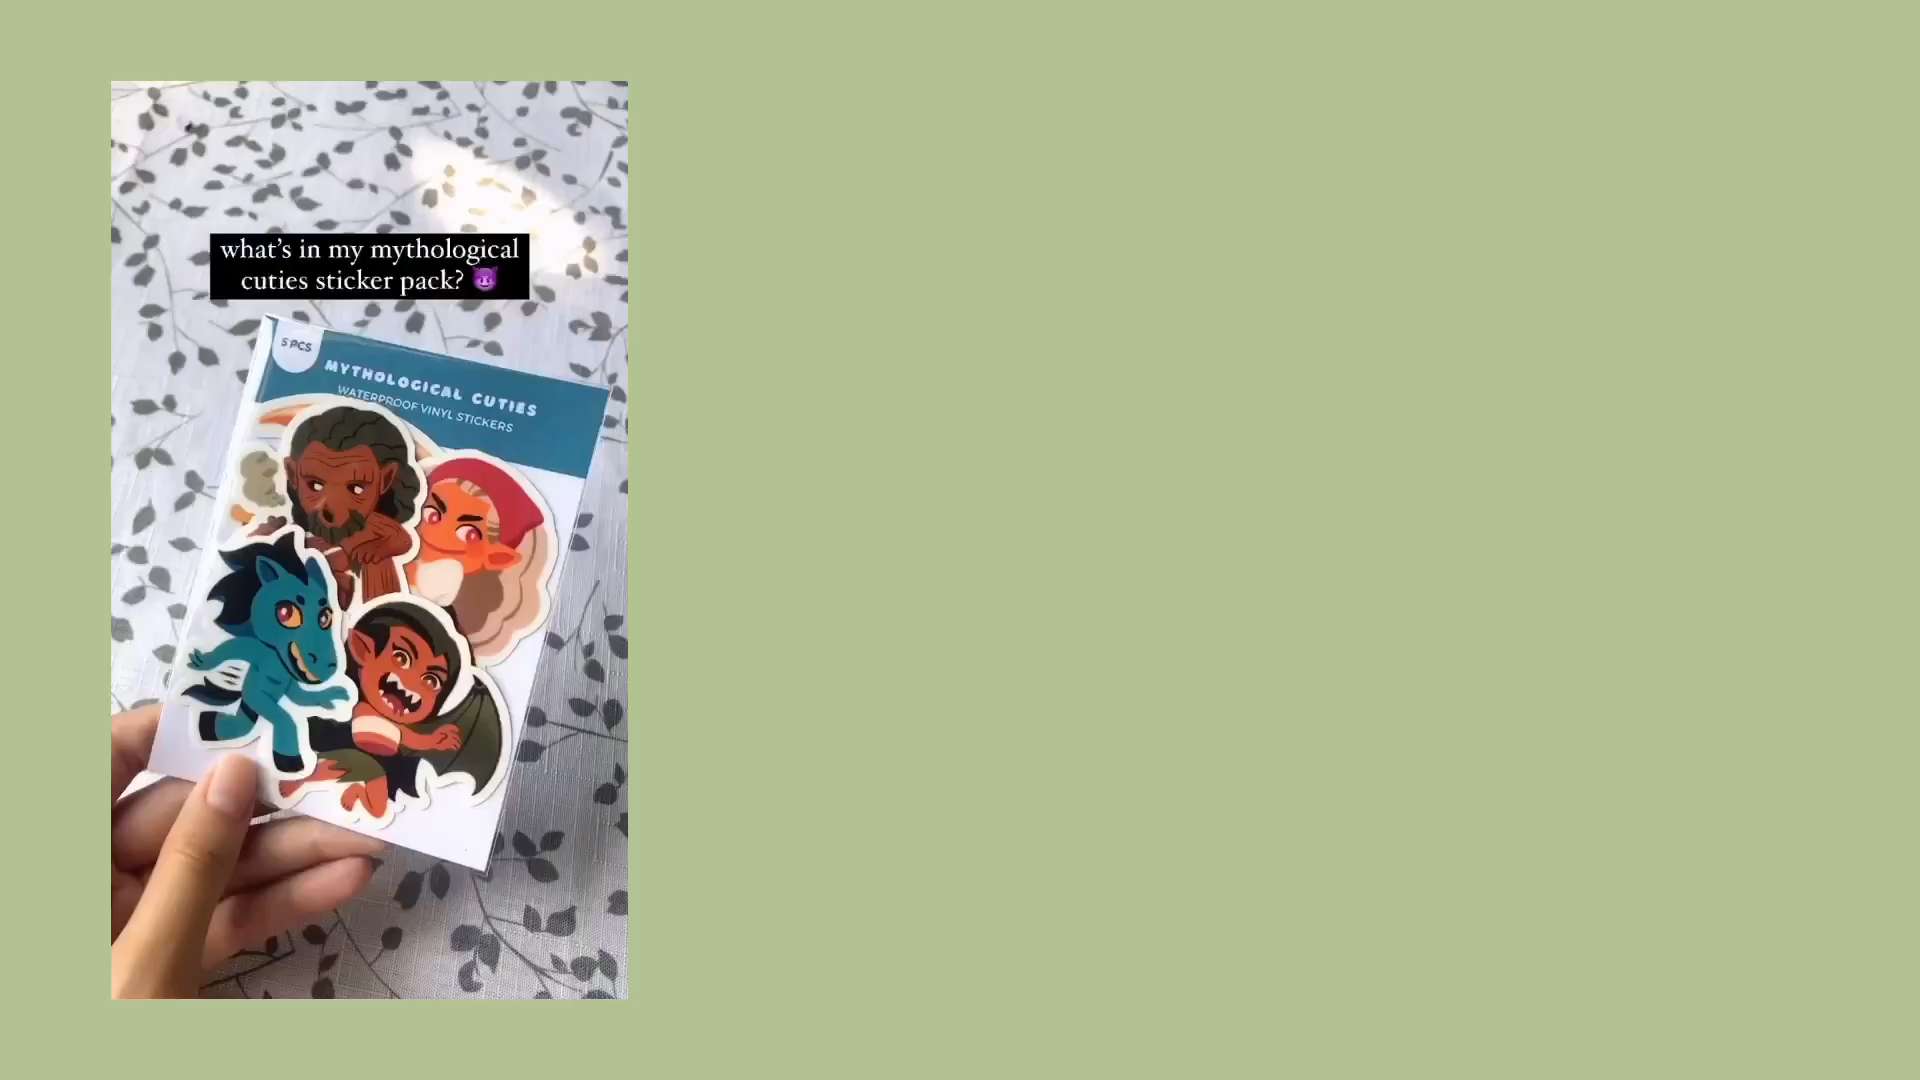 what's in my mythological
cuties sticker pack? 😈
5 PCS
MYTHOLOGICAL CUTIES
WATERPROOF VINYL STICKERS